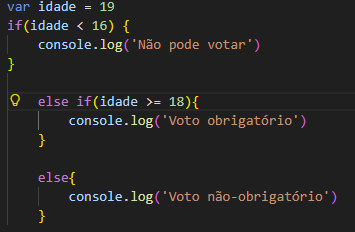 var idade = 19
if(idade < 16) {
    console.log('Não pode votar')
}

    else if(idade >= 18){
        console.log('Voto obrigatório')
    }

    else{
        console.log('Voto não-obrigatório')
    }